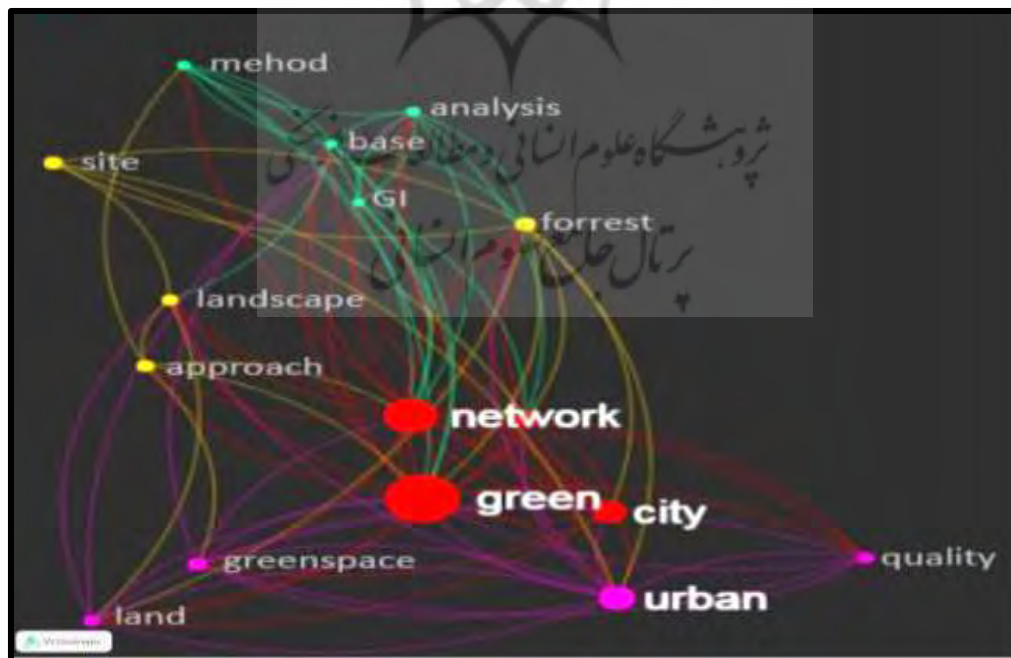 mehod
analysis
base
site
پژوهشگاه علوم انسانی و مطالعات فرهنگی
GI
forrest
پرتال جامع علوم انسانی
landscape
approach
network
green
city
greenspace
quality
urban
land